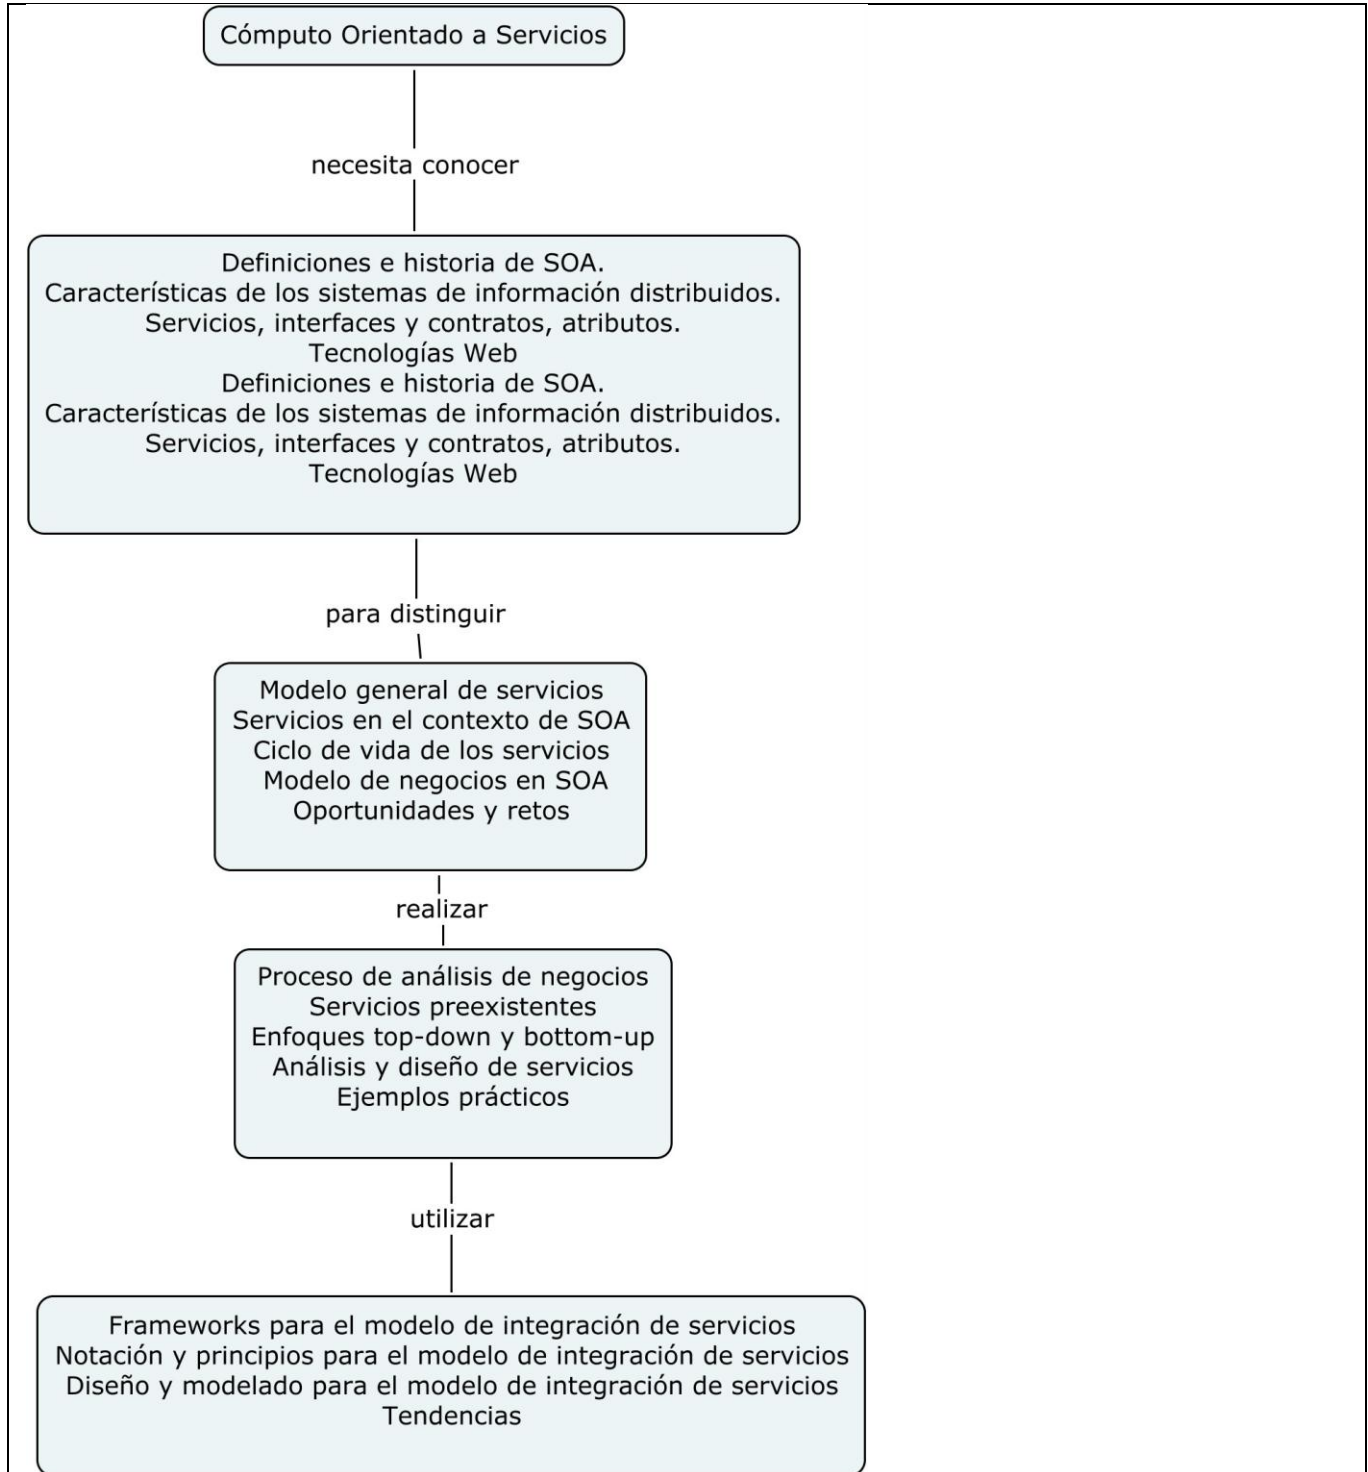 Cómputo Orientado a Servicios
necesita conocer
Definiciones e historia de SOA.
Características de los sistemas de información distribuidos.
Servicios, interfaces y contratos, atributos.
Tecnologías Web
Definiciones e historia de SOA.
Características de los sistemas de información distribuidos.
Servicios, interfaces y contratos, atributos.
Tecnologías Web
para distinguir
Modelo general de servicios
Servicios en el contexto de SOA
Ciclo de vida de los servicios
Modelo de negocios en SOA
Oportunidades y retos
realizar
Proceso de análisis de negocios
Servicios preexistentes
Enfoques top-down y bottom-up
Análisis y diseño de servicios
Ejemplos prácticos
utilizar
Frameworks para el modelo de integración de servicios
Notación y principios para el modelo de integración de servicios
Diseño y modelado para el modelo de integración de servicios
Tendencias